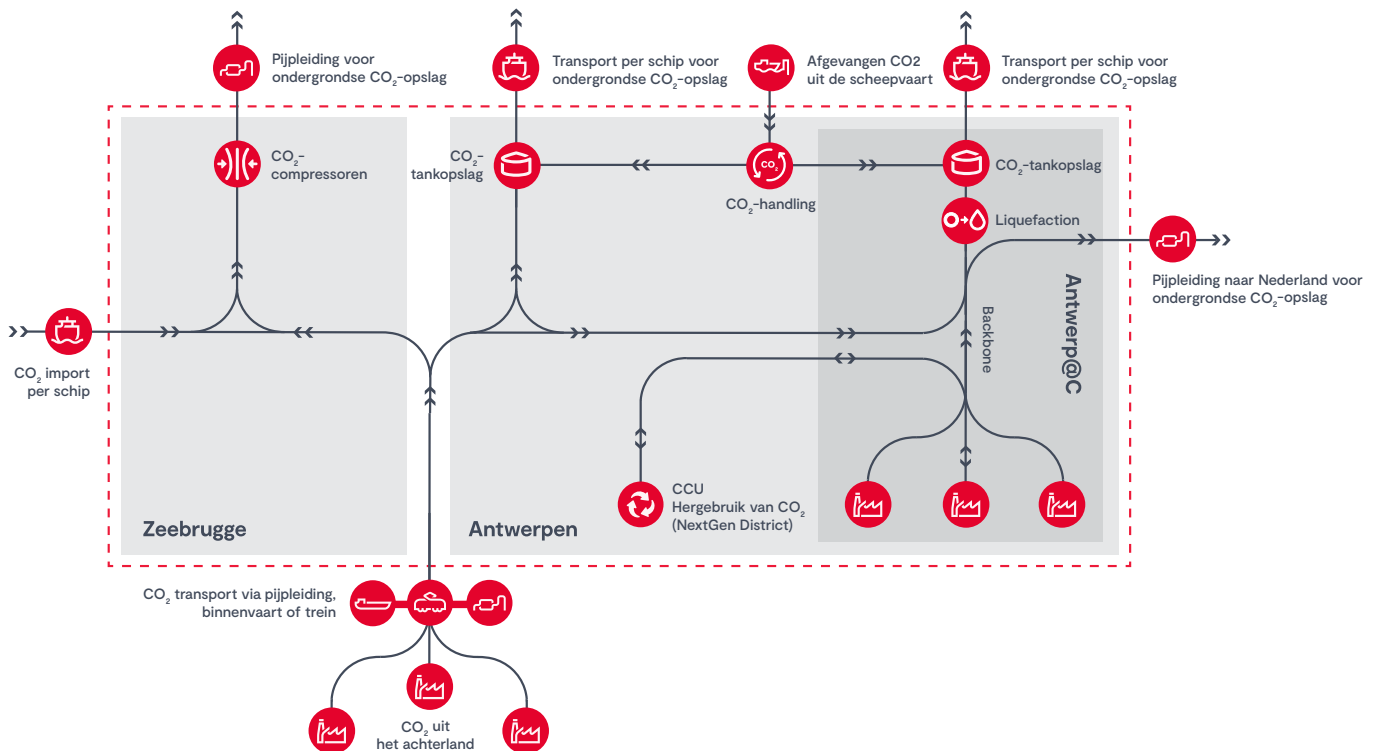 Pijpleiding voor
ondergrondse CO₂-opslag
Transport per schip voor
ondergrondse CO₂-opslag
Afgevangen CO2
uit de scheepvaart
Transport per schip voor
ondergrondse CO₂-opslag
CO₂-
compressoren
CO₂-
tankopslag
CO₂
CO₂-handling
CO₂-tankopslag
Liquefaction
Pijpleiding naar Nederland voor
ondergrondse CO₂-opslag
Antwerp@C
Backbone
CO₂ import
per schip
CCU
Hergebruik van CO₂
(NextGen District)
Zeebrugge
Antwerpen
CO₂ transport via pijpleiding,
binnenvaart of trein
CO₂ uit
het achterland